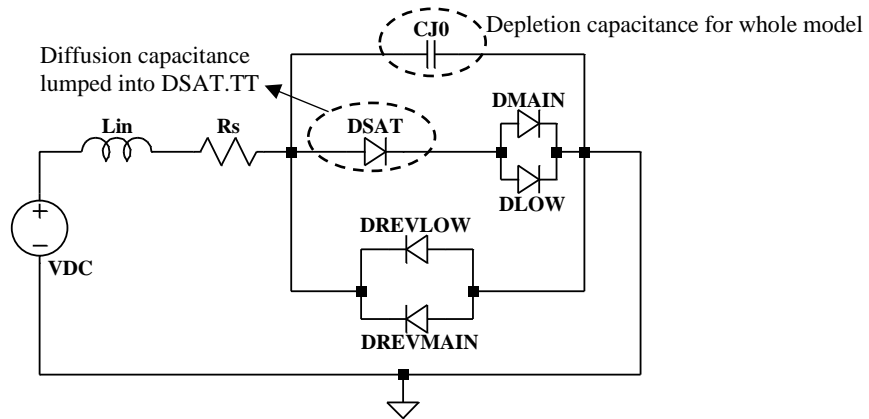 CJ0
Depletion capacitance for whole model
Diffusion capacitance
lumped into DSAT.TT
DMAIN
Lin
Rs
DSAT
DLOW
+
−
VDC
DREVLOW
DREVMAIN